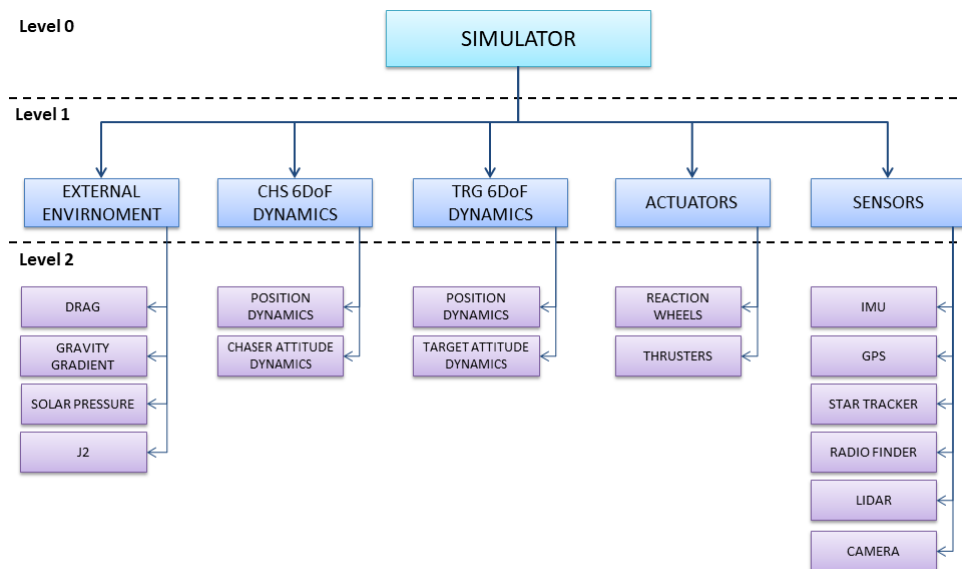 Level 0
SIMULATOR
Level 1
EXTERNAL
ENVIRNOMENT
CHS 6DoF
DYNAMICS
TRG 6DoF
DYNAMICS
ACTUATORS
SENSORS
Level 2
DRAG
GRAVITY
GRADIENT
SOLAR PRESSURE
J2
POSITION
DYNAMICS
CHASER ATTITUDE
DYNAMICS
POSITION
DYNAMICS
TARGET ATTITUDE
DYNAMICS
REACTION
WHEELS
THRUSTERS
IMU
GPS
STAR TRACKER
RADIO FINDER
LIDAR
CAMERA